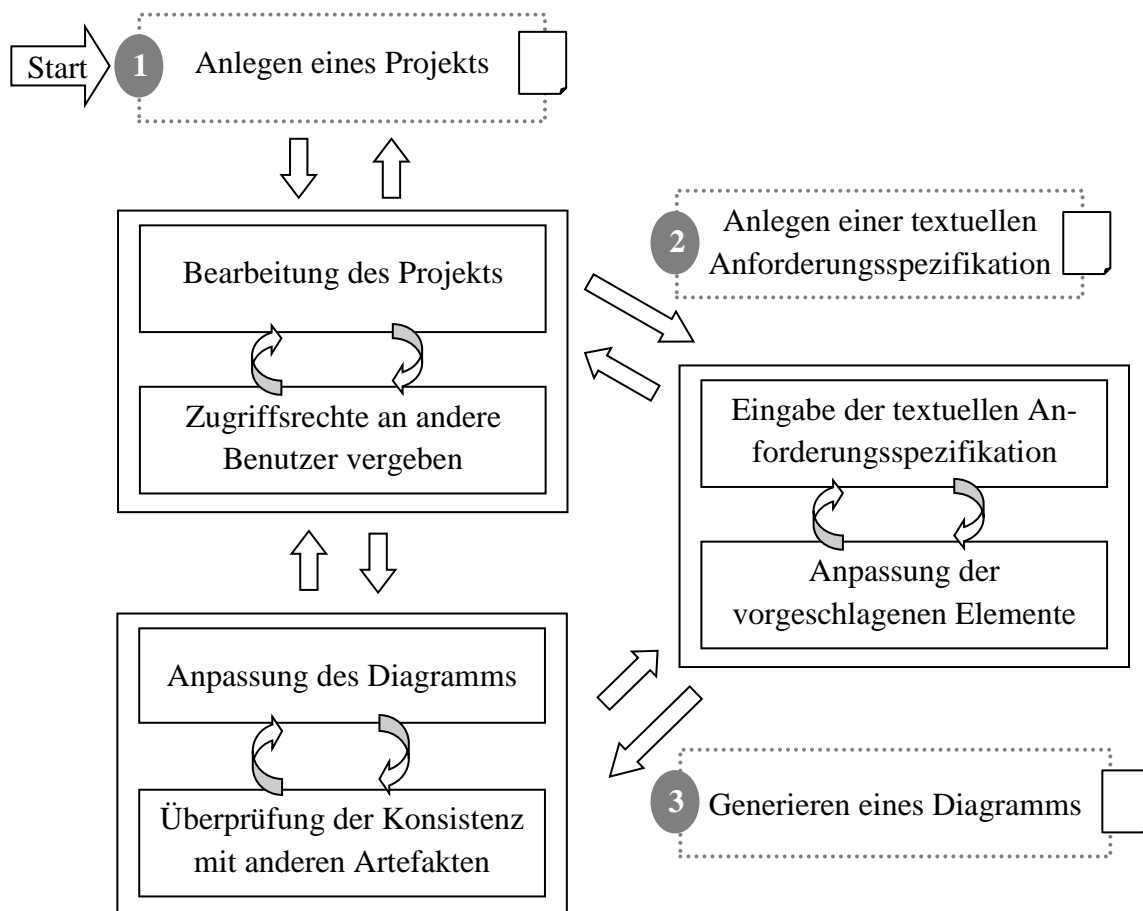 Start
1
Anlegen eines Projekts
2
Anlegen einer textuellen
Anforderungsspezifikation
Bearbeitung des Projekts
Zugriffsrechte an andere
Benutzer vergeben
Eingabe der textuellen An-
forderungsspezifikation
Anpassung der
vorgeschlagenen Elemente
Anpassung des Diagramms
Überprüfung der Konsistenz
mit anderen Artefakten
3
Generieren eines Diagramms